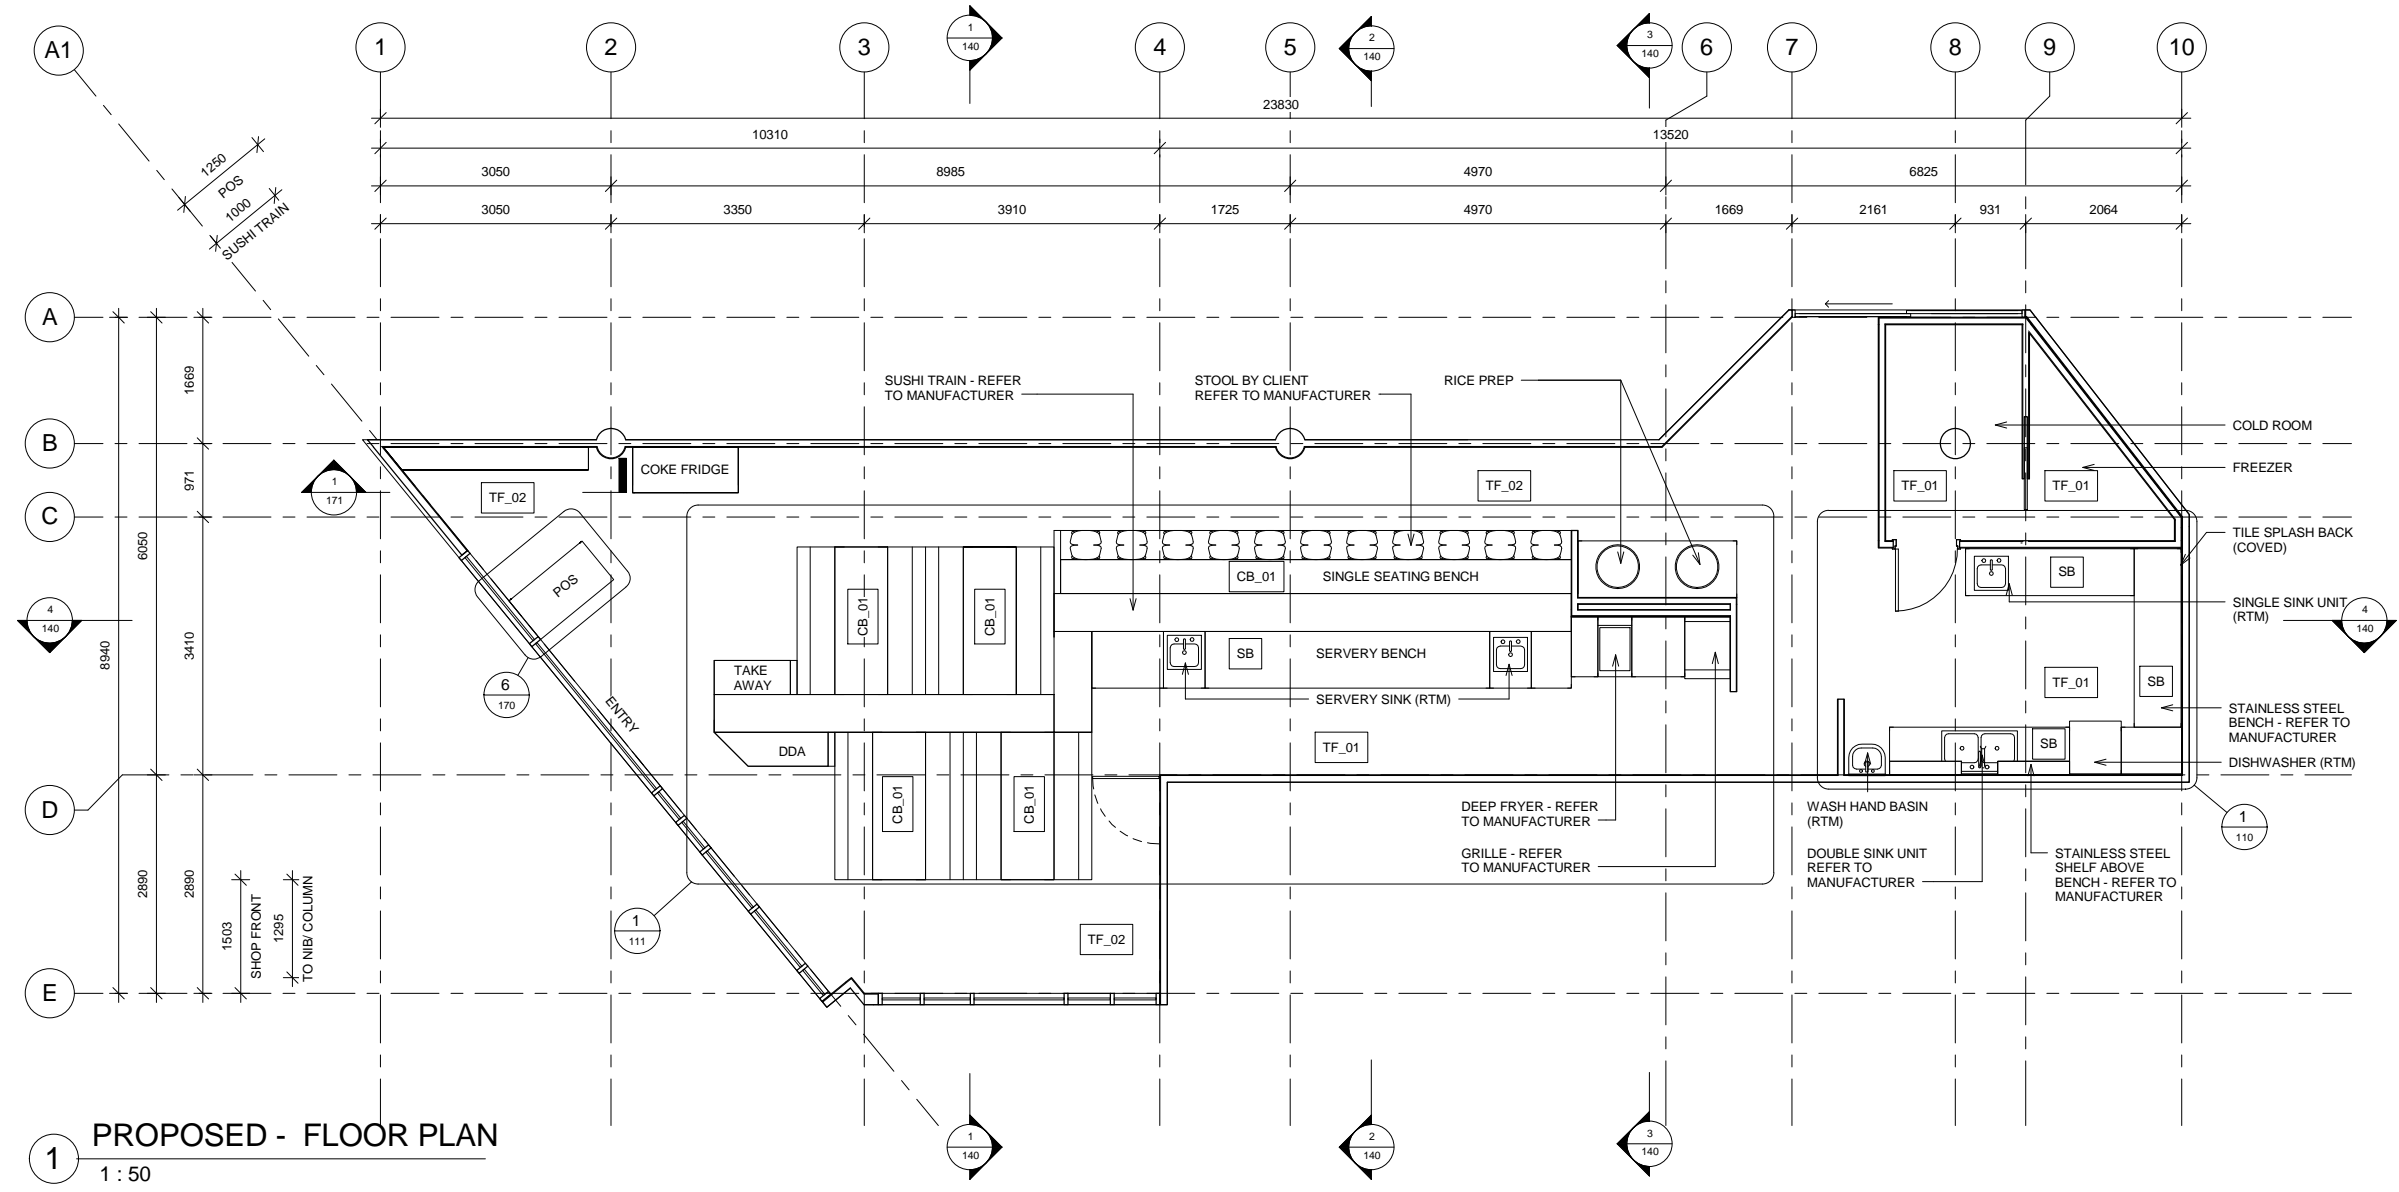 A1
1
2
3
1
140
4
5
2
140
3
140
6
7
8
9
10
23830
10310
13520
3050
8985
4970
6825
3050
3350
3910
1725
4970
1669
2161
931
2064
1250
POS
1000
SUSHI TRAIN
A
B
C
D
E
8940
6050
2890
1669
971
3410
2890
1503
SHOP FRONT
1295
TO NIB/ COLUMN
1
171
4
140
TF_02
COKE FRIDGE
SUSHI TRAIN - REFER
TO MANUFACTURER
STOOL BY CLIENT
REFER TO MANUFACTURER
RICE PREP
TF_02
COLD ROOM
FREEZER
TF_01
TF_01
TILE SPLASH BACK
(COVED)
POS
6
170
ENTRY
CB_01
CB_01
CB_01
SINGLE SEATING BENCH
SB
SERVERY BENCH
SERVERY SINK (RTM)
TAKE
AWAY
DDA
CB_01
CB_01
TF_01
SB
SINGLE SINK UNIT
(RTM)
4
140
TF_01
SB
STAINLESS STEEL
BENCH - REFER TO
MANUFACTURER
SB
DISHWASHER (RTM)
DEEP FRYER - REFER
TO MANUFACTURER
GRILLE - REFER
TO MANUFACTURER
WASH HAND BASIN
(RTM)
DOUBLE SINK UNIT
REFER TO
MANUFACTURER
STAINLESS STEEL
SHELF ABOVE
BENCH - REFER TO
MANUFACTURER
1
110
1
111
TF_02
1
140
2
140
3
140
1
PROPOSED - FLOOR PLAN
1 : 50